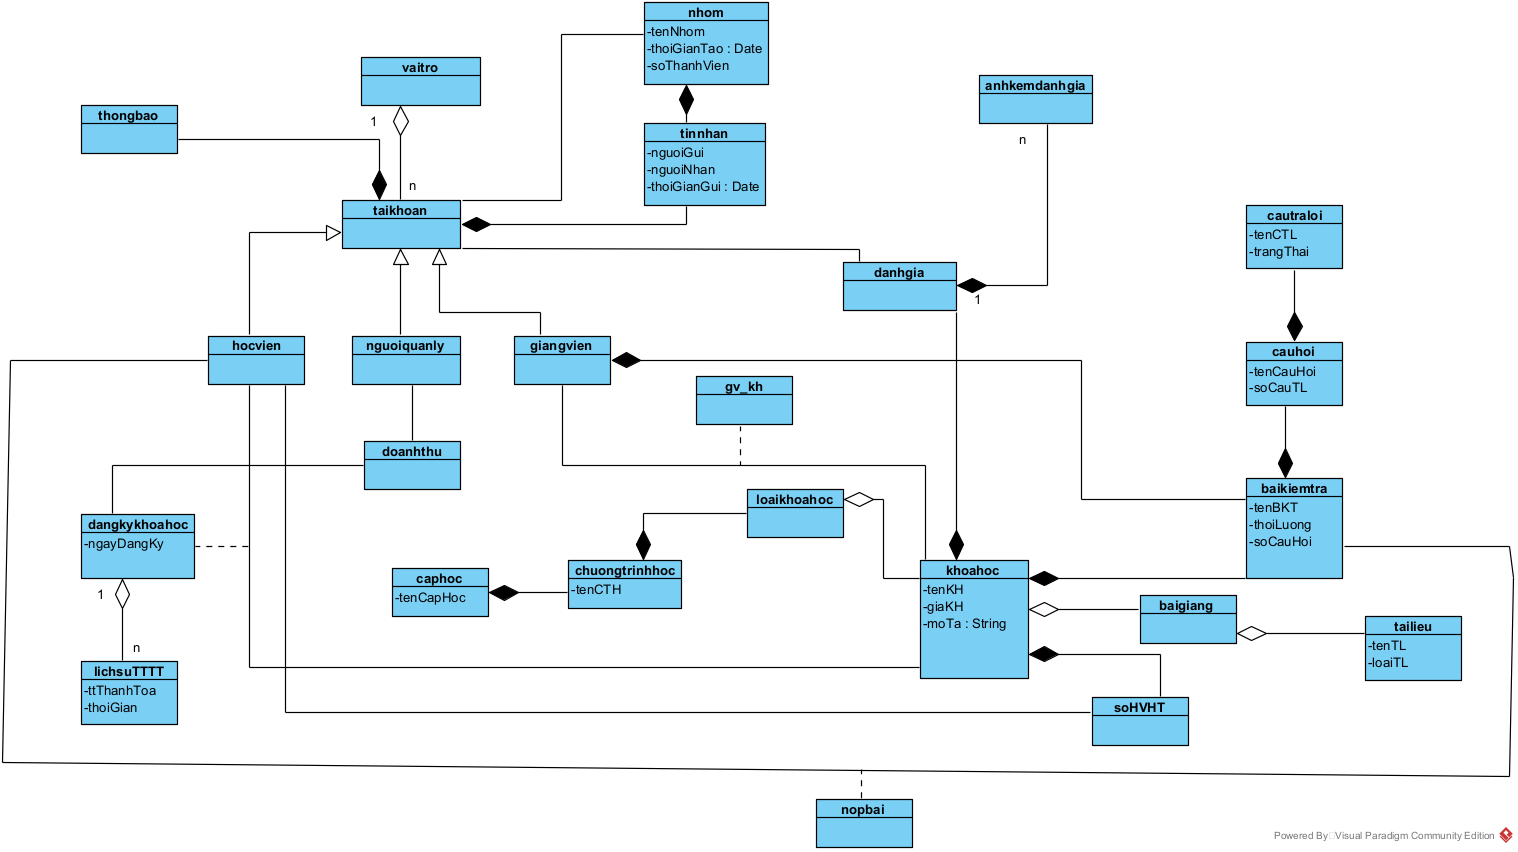 nhom
-tenNhom
-thoiGianTao : Date
-soThanhVien
vaitro
anhkemdanhgia
thongbao
1
tinnhan
-nguoiGui
-nguoiNhan
-thoiGianGui : Date
n
n
taikhoan
cautraloi
-tenCTL
-trangThai
danhgia
1
hocvien
nguoiquanly
giangvien
cauhoi
-tenCauHoi
-soCauTL
gv_kh
doanhthu
baikiemtra
-tenBKT
-thoiLuong
-soCauHoi
loaikhoahoc
dangkykhoahoc
-ngayDangKy
caphoc
-tenCapHoc
chuongtrinhhoc
-tenCTH
khoahoc
-tenKH
-giaKH
-moTa : String
1
baigiang
tailieu
-tenTL
-loaiTL
n
lichsuTTTT
-ttThanhToa
-thoiGian
soHVHT
nopbai
Powered By Visual Paradigm Community Edition